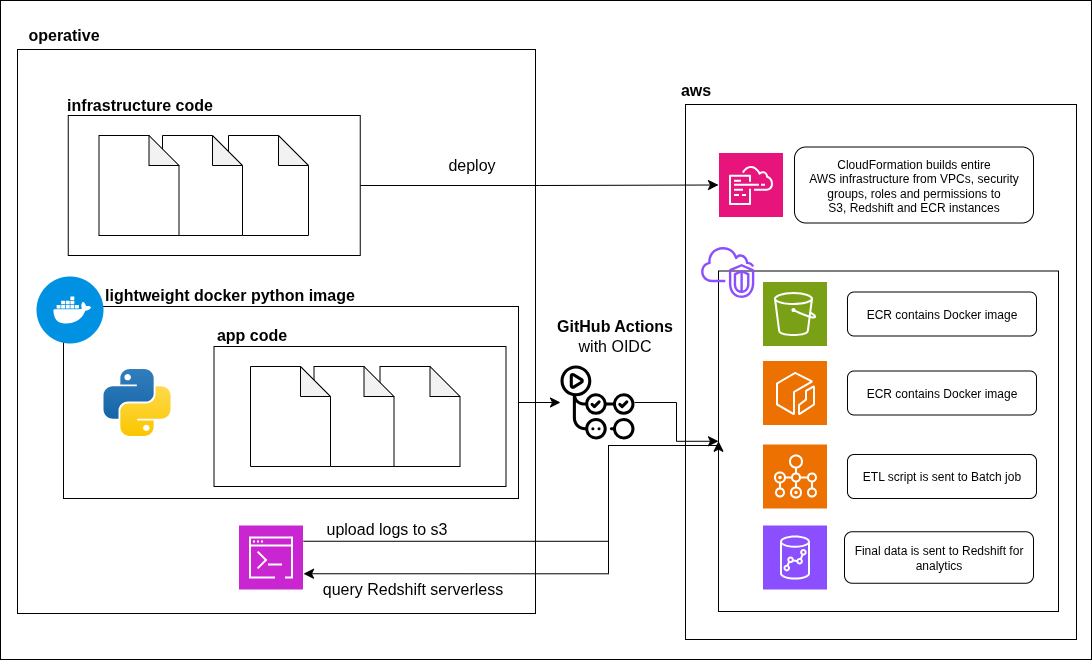 operative
infrastructure code
deploy
aws
CloudFormation builds entire
AWS infrastructure from VPCs, security
groups, roles and permissions to
S3, Redshift and ECR instances
lightweight docker python image
app code
GitHub Actions
with OIDC
ECR contains Docker image
ECR contains Docker image
ETL script is sent to Batch job
Final data is sent to Redshift for
analytics
upload logs to s3
query Redshift serverless